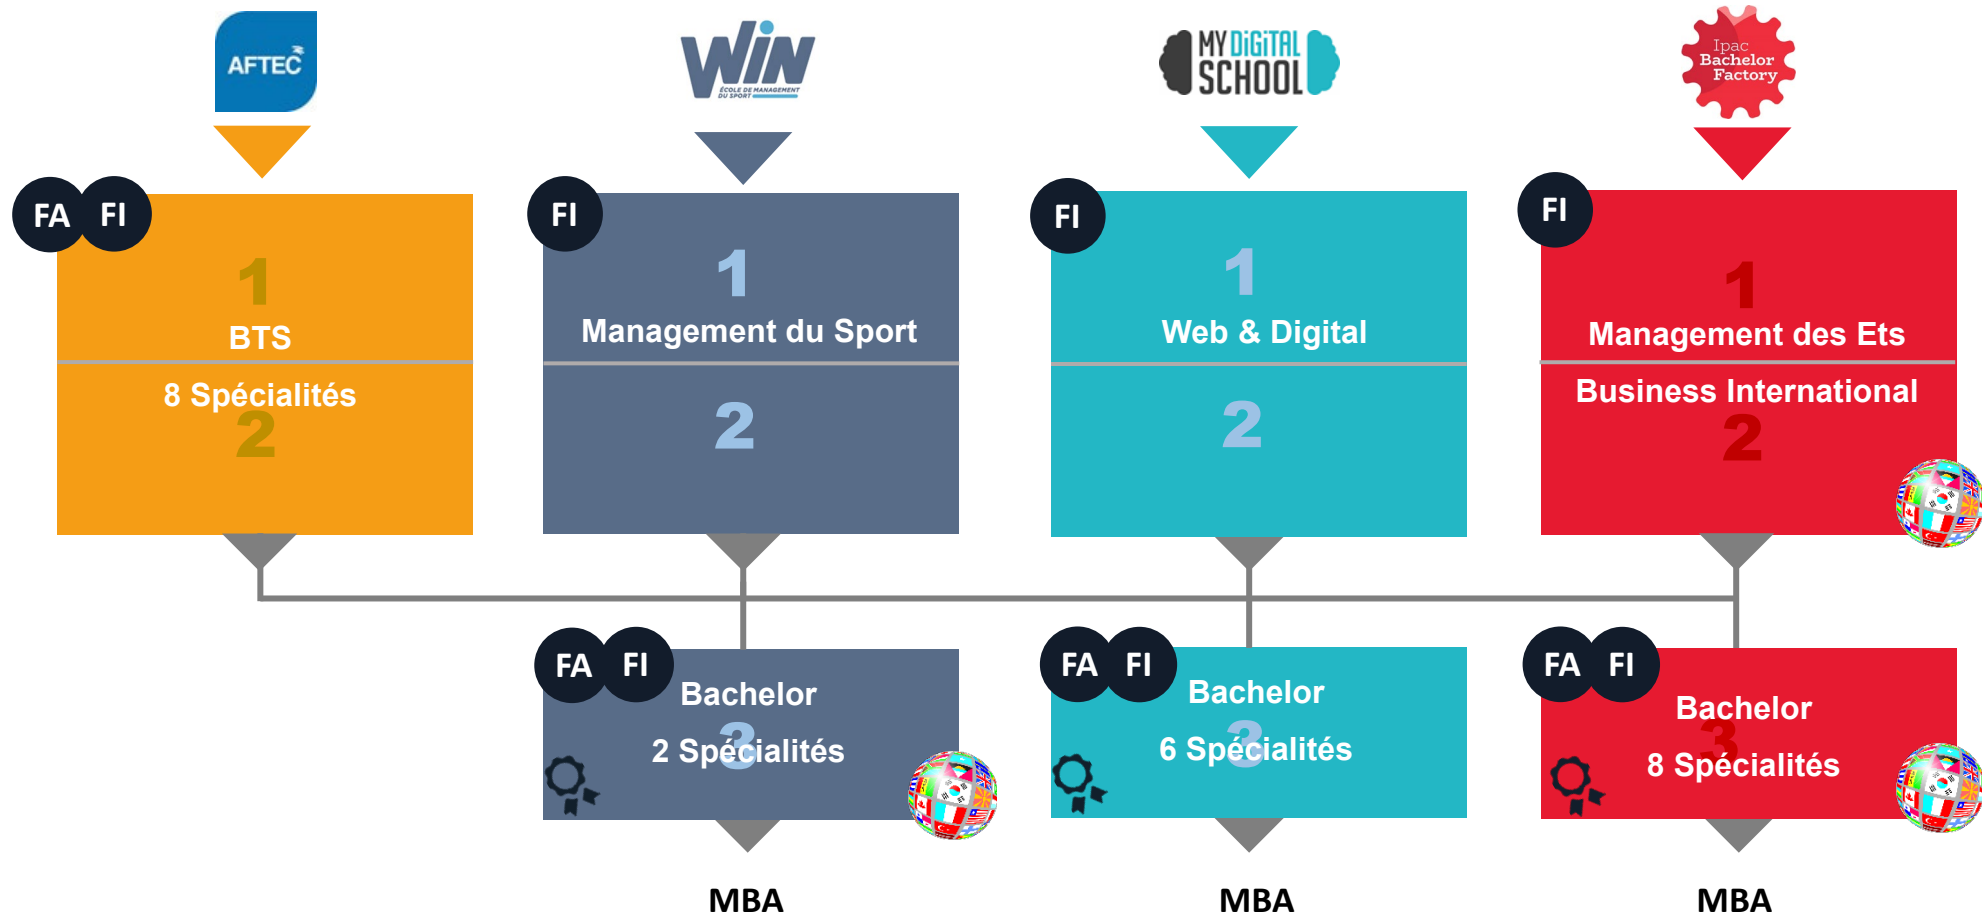 AFTEC
WIN
ÉCOLE DE MANAGEMENT
DU SPORT
MY DIGITAL
SCHOOL
Ipac
Bachelor
Factory
FA FI
1
BTS
8 Spécialités
2
FI
1
Management du Sport
2
FI
1
Web & Digital
2
FI
1
Management des Ets
Business International
2
FA FI
Bachelor
3
2 Spécialités
MBA
FA FI
Bachelor
3
6 Spécialités
MBA
FA FI
Bachelor
3
8 Spécialités
MBA